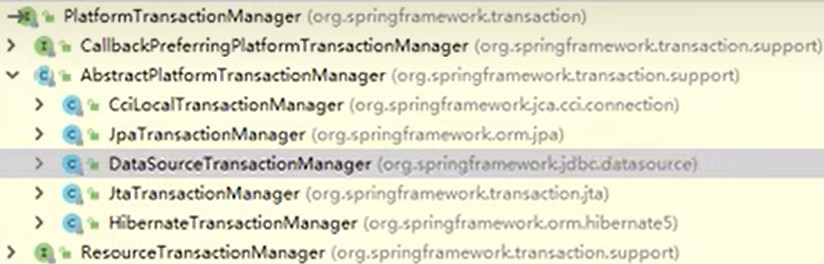 PlatformTransactionManager (org.springframework.transaction)
CallbackPreferringPlatformTransactionManager (org.springframework.transaction.support)
AbstractPlatformTransactionManager (org.springframework.transaction.support)
CciLocalTransactionManager (org.springframework.jca.cci.connection)
JpaTransactionManager (org.springframework.orm.jpa)
DataSourceTransactionManager (org.springframework.jdbc.datasource)
JtaTransactionManager (org.springframework.transaction.jta)
HibernateTransactionManager (org.springframework.orm.hibernate5)
ResourceTransactionManager (org.springframework.transaction.support)